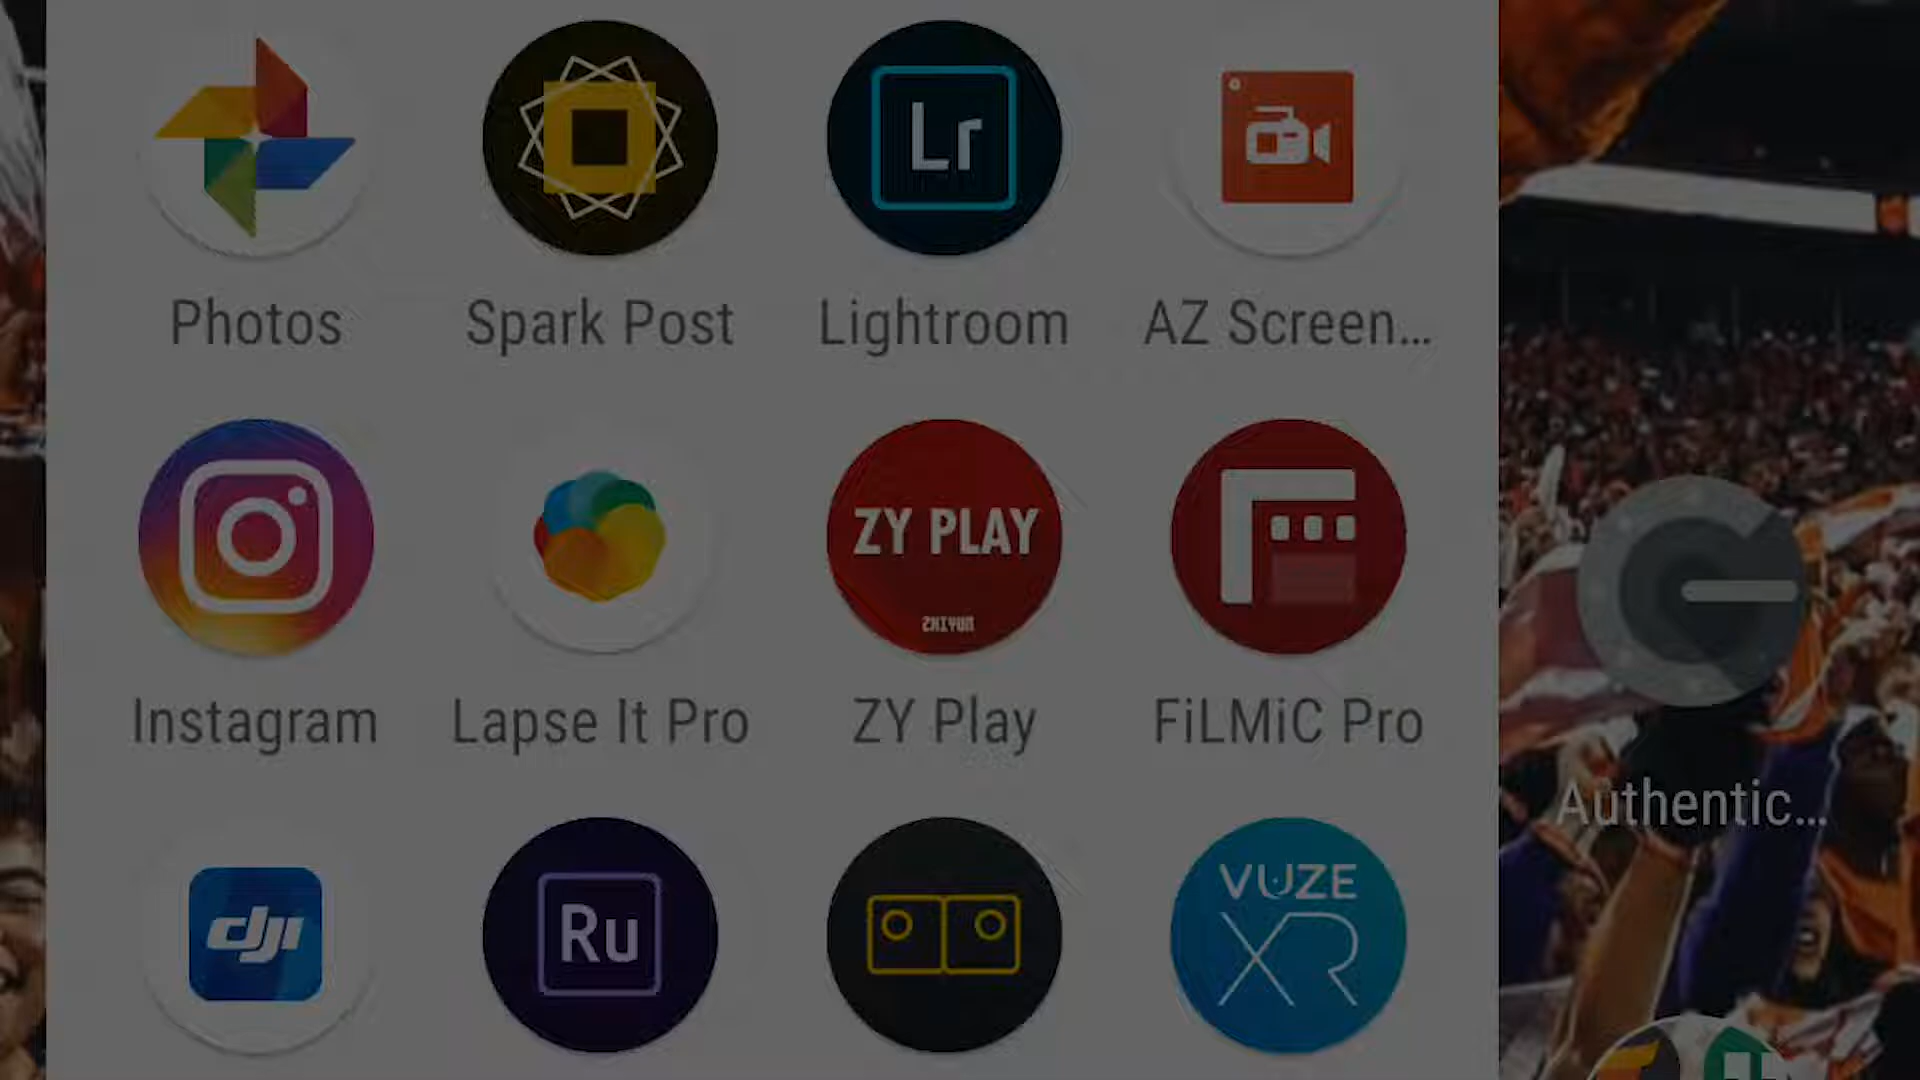 Lr
Photos
Spark Post
Lightroom
AZ Screen...
ZY PLAY
ZHIYUN
Instagram
Lapse It Pro
ZY Play
FiLMiC Pro
Authentic...
dji
Ru
VUZE
XR